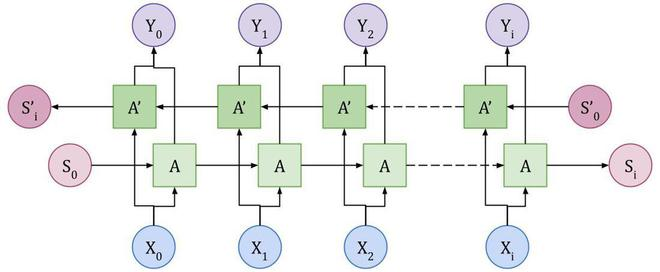 Y₀ Y₁ Y₂ Yᵢ
S'ᵢ A' A' A' A' S'₀
S₀ A A A A Sᵢ
X₀ X₁ X₂ Xᵢ